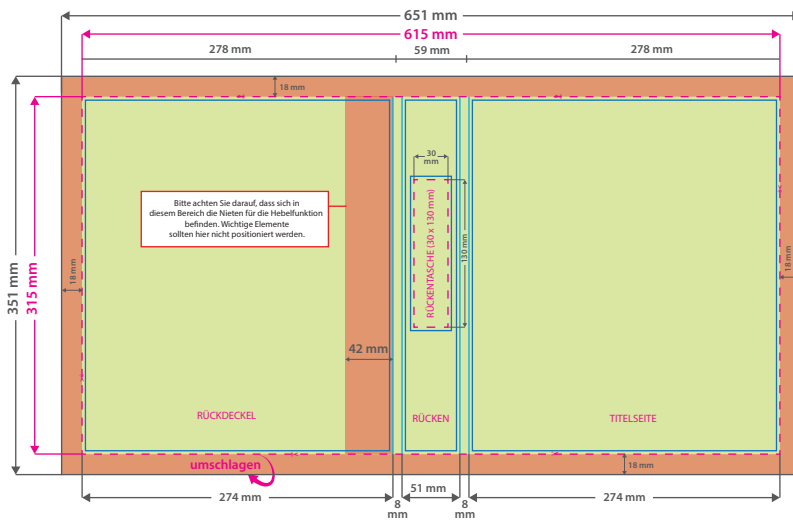 651 mm
615 mm
278 mm
59 mm
278 mm
18 mm
30
mm
Bitte achten Sie darauf, dass sich in
diesem Bereich die Nieten für die Hebelfunktion
befinden. Wichtige Elemente
sollten hier nicht positioniert werden.
RÜCKENTASCHE (30 x 130 mm)
130 mm
351 mm
315 mm
18 mm
18 mm
42 mm
RÜCKDECKEL
RÜCKEN
TITELSEITE
umschlagen
18 mm
274 mm
8
mm
51 mm
8
mm
274 mm